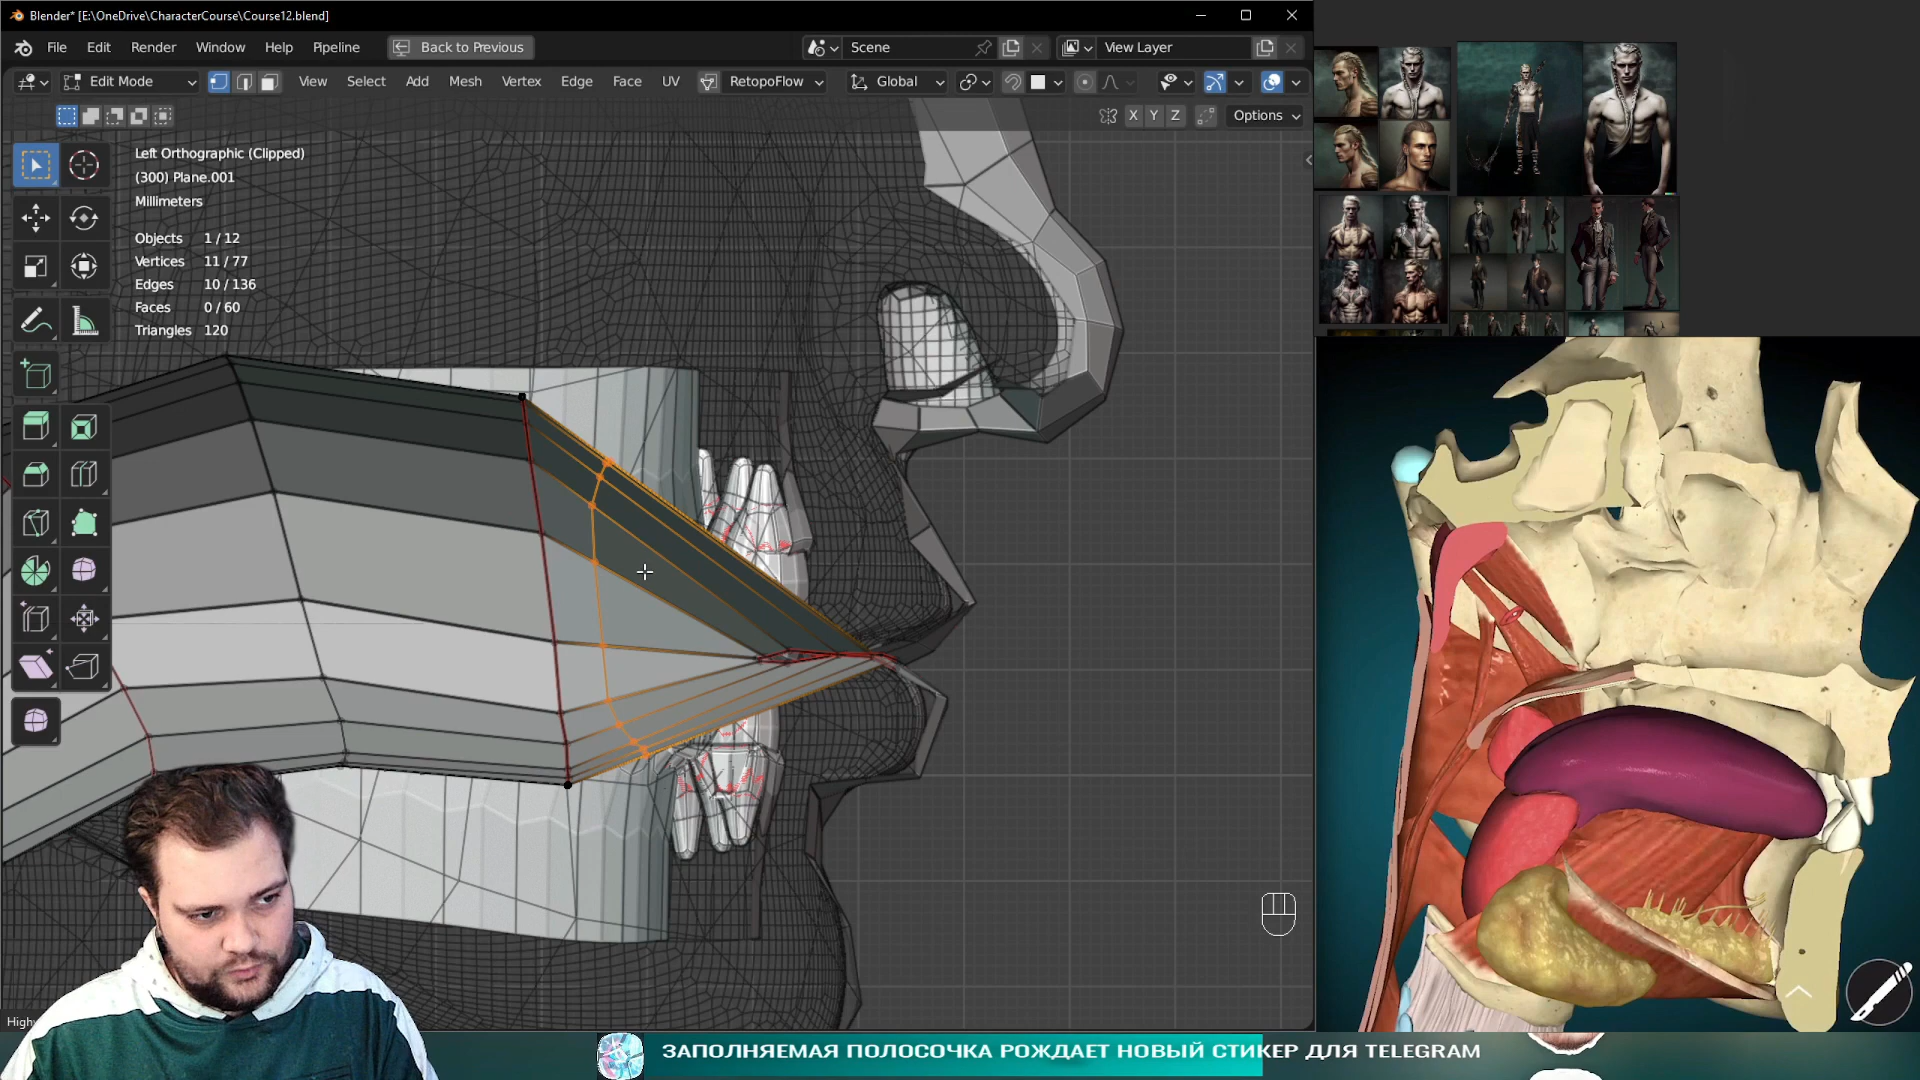 Blender* [E:\OneDrive\CharacterCourse\Course12.blend]
File Edit Render Window Help Pipeline Back to Previous Scene View Layer
Edit Mode View Select Add Mesh Vertex Edge Face UV RetopoFlow Global
X Y Z Options
Left Orthographic (Clipped)
(300) Plane.001
Millimeters
Objects 1 / 12
Vertices 11 / 77
Edges 10 / 136
Faces 0 / 60
Triangles 120
ЗАПОЛНЯЕМАЯ ПОЛОСОЧКА РОЖДАЕТ НОВЫЙ СТИКЕР ДЛЯ TELEGRAM